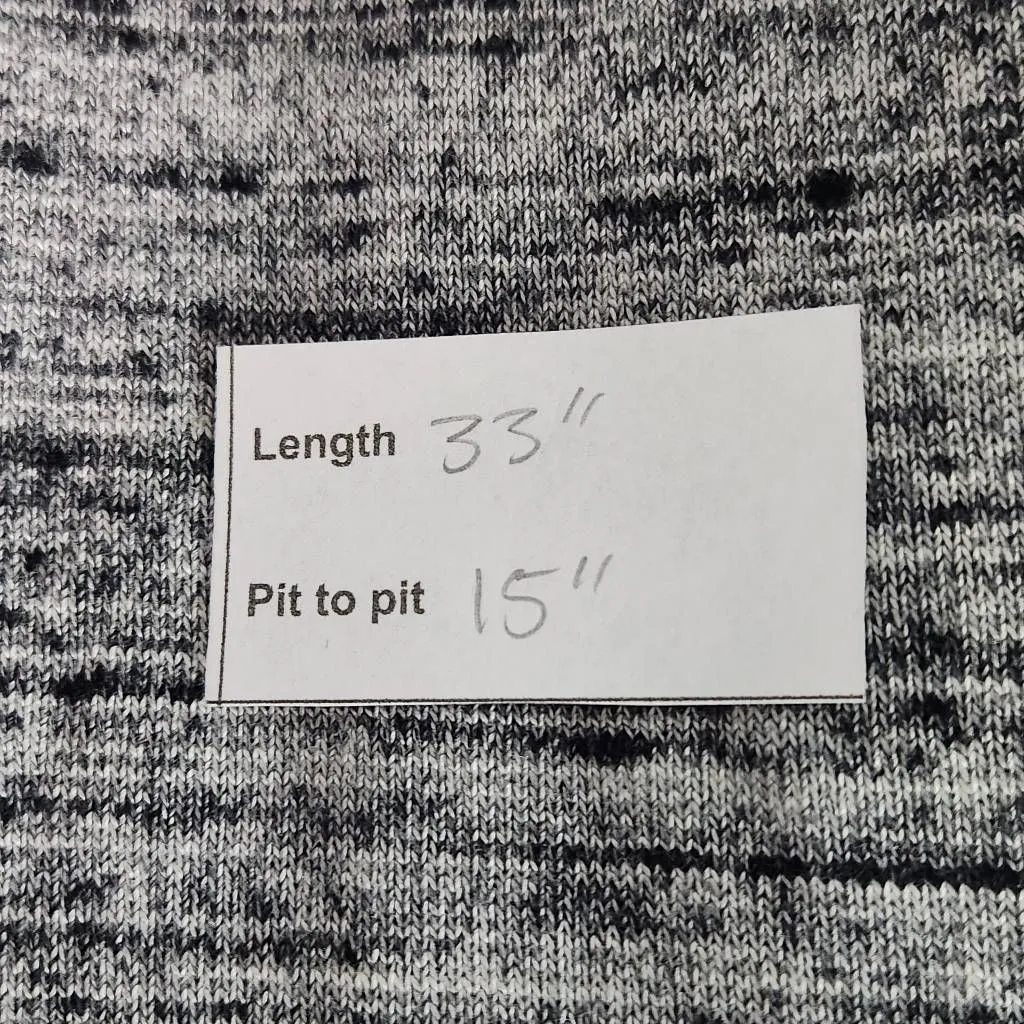 Length 33"
Pit to pit 15"